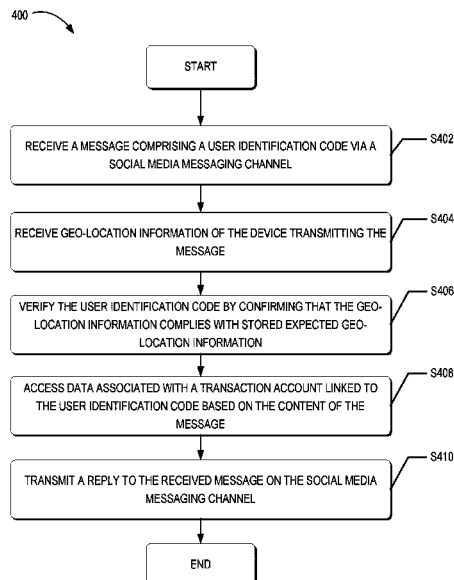 400
START
RECEIVE A MESSAGE COMPRISING A USER IDENTIFICATION CODE VIA A
SOCIAL MEDIA MESSAGING CHANNEL
S402
RECEIVE GEO-LOCATION INFORMATION OF THE DEVICE TRANSMITTING THE
MESSAGE
S404
VERIFY THE USER IDENTIFICATION CODE BY CONFIRMING THAT THE GEO-
LOCATION INFORMATION COMPLIES WITH STORED EXPECTED GEO-
LOCATION INFORMATION
S406
ACCESS DATA ASSOCIATED WITH A TRANSACTION ACCOUNT LINKED TO
THE USER IDENTIFICATION CODE BASED ON THE CONTENT OF THE
MESSAGE
S408
TRANSMIT A REPLY TO THE RECEIVED MESSAGE ON THE SOCIAL MEDIA
MESSAGING CHANNEL
S410
END